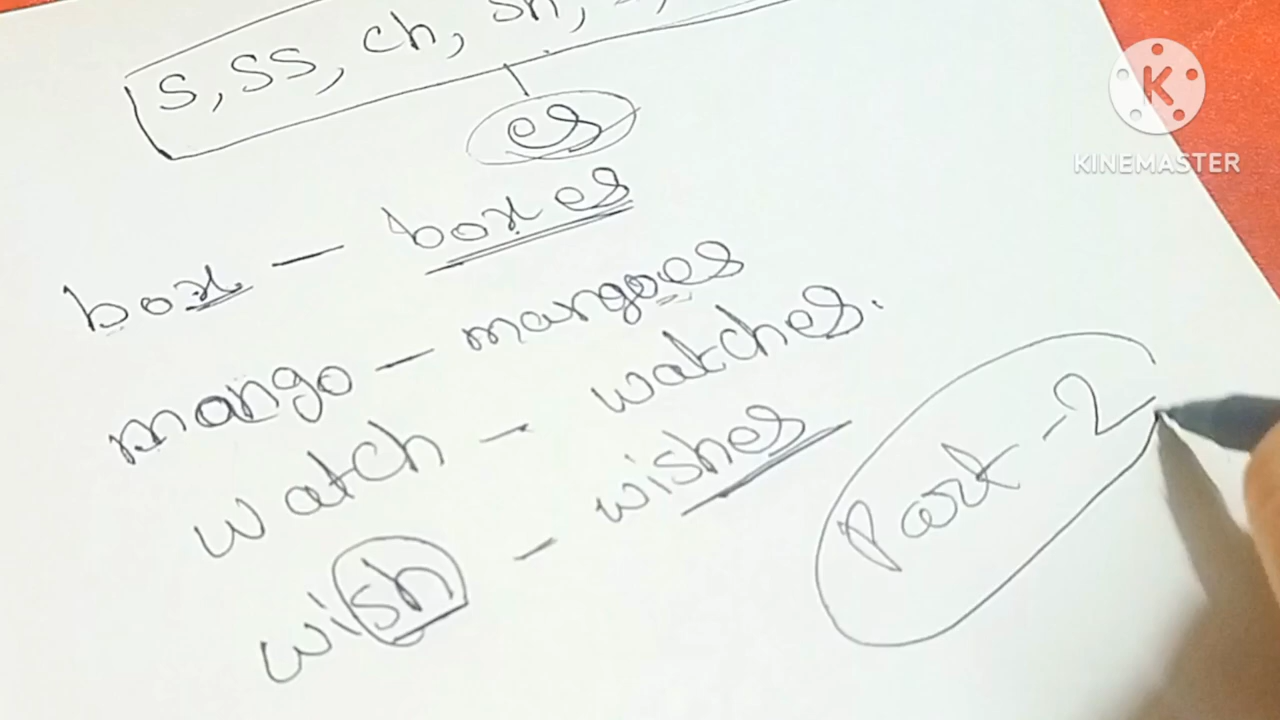 S, SS, ch, sh,
es
box - boxes
mango - mangoes
watch - watches.
wish - wishes
Part-2
K
KINEMASTER